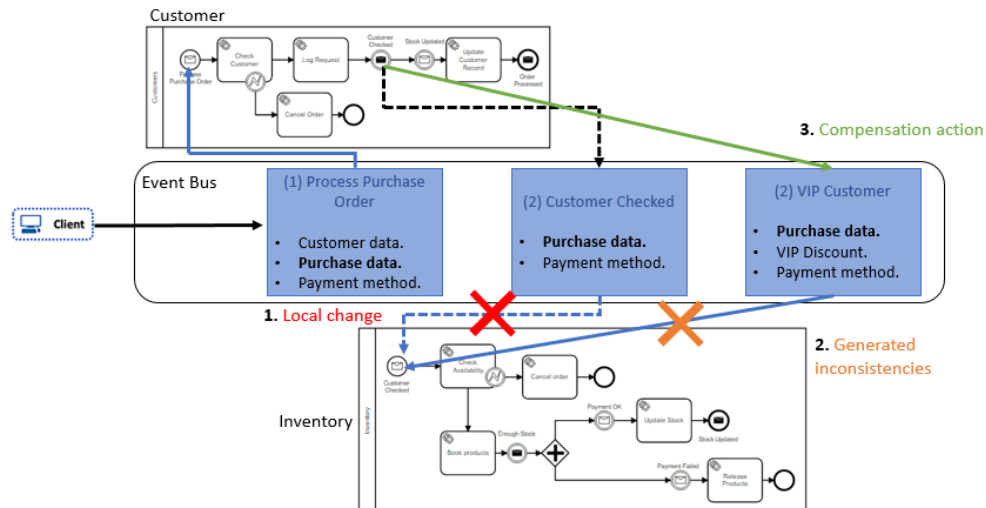 Customer
Customers
Process
Purchase Order
Check
Customer
Log Request
Customer
Checked
Stock Updated
Update
Customer
Record
Order
Processed
Cancel Order
3. Compensation action
Event Bus
(1) Process Purchase
Order
• Customer data.
• Purchase data.
• Payment method.
(2) Customer Checked
• Purchase data.
• Payment method.
(2) VIP Customer
• Purchase data.
• VIP Discount.
• Payment method.
Client
1. Local change
2. Generated
inconsistencies
Inventory
Inventory
Customer
Checked
Check
Availability
Cancel order
Book products
Enough Stock
Payment OK
Update Stock
Stock Updated
Payment Failed
Release
Products